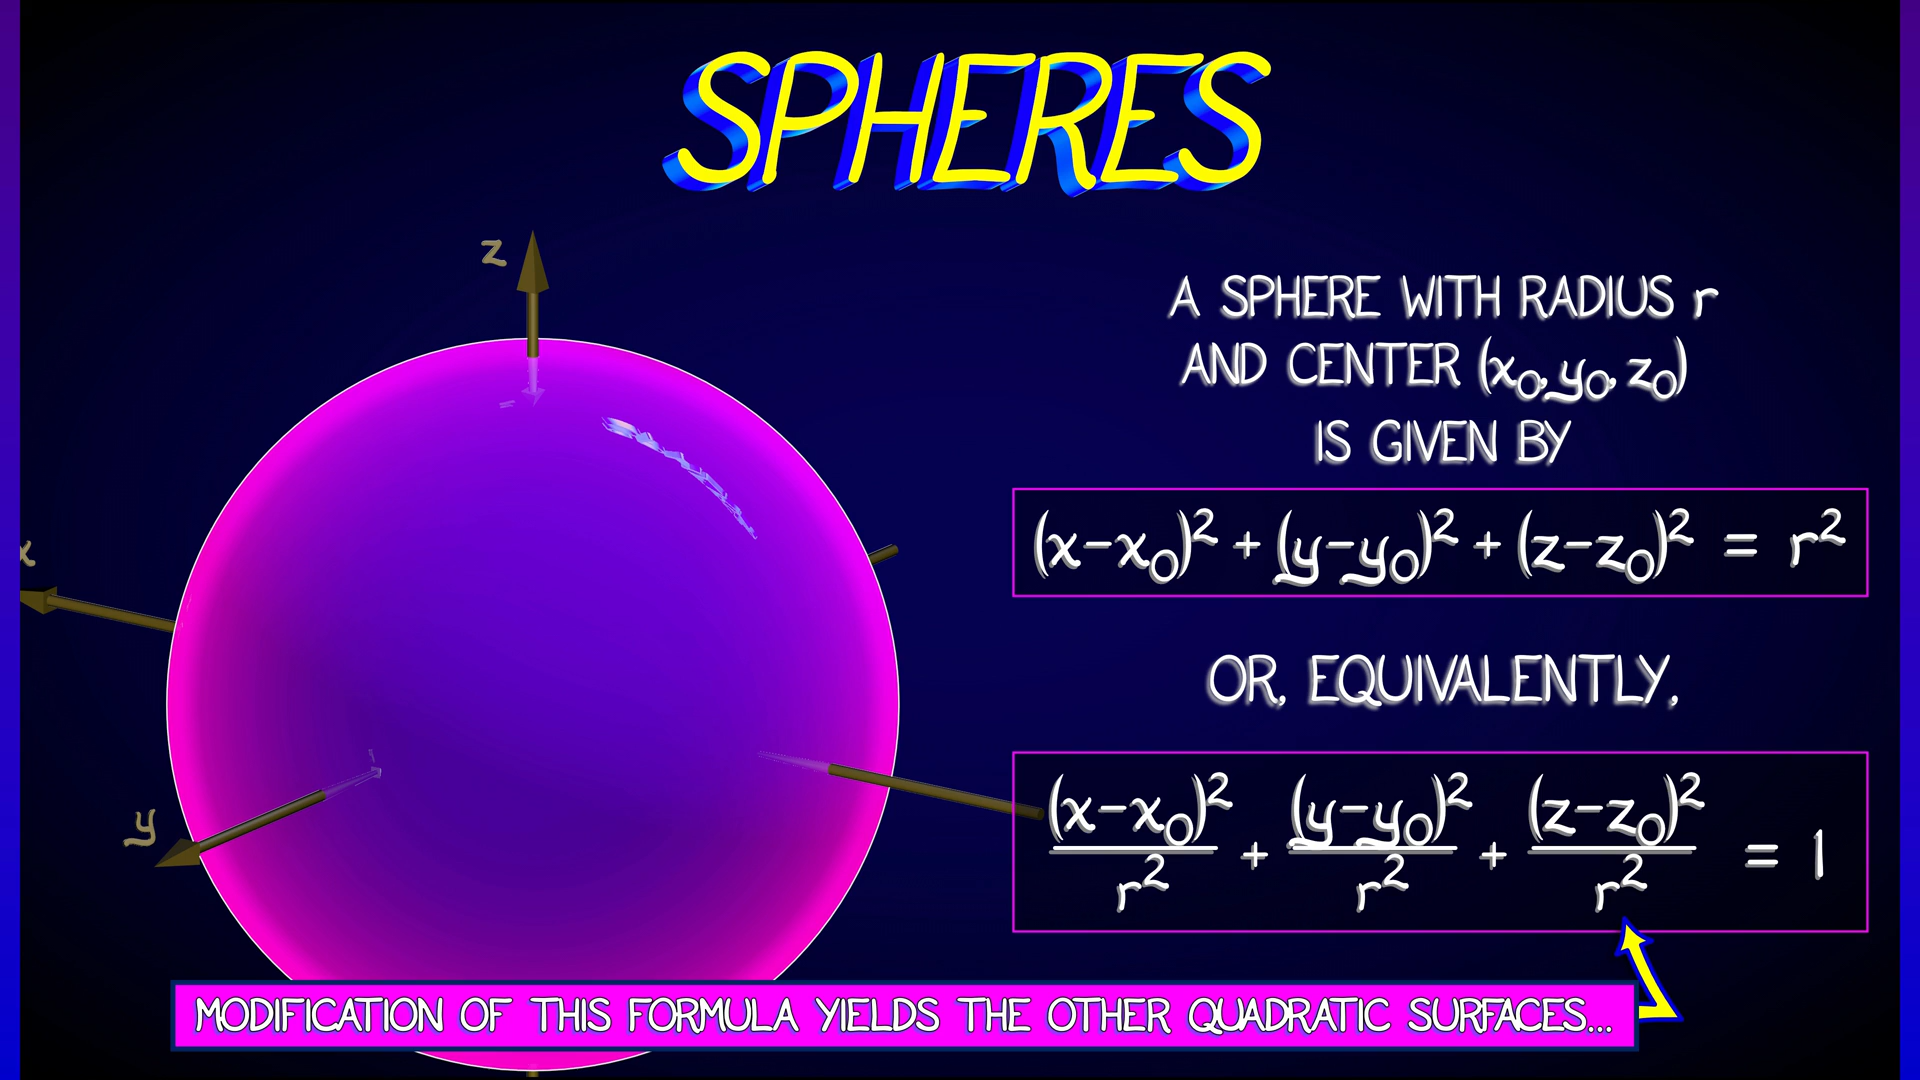 SPHERES
z
A SPHERE WITH RADIUS r
AND CENTER (x₀,y₀,z₀)
IS GIVEN BY
x
(x-x₀)² + (y-y₀)² + (z-z₀)² = r²
OR, EQUIVALENTLY,
y
(x-x₀)²/r² + (y-y₀)²/r² + (z-z₀)²/r² = 1
MODIFICATION OF THIS FORMULA YIELDS THE OTHER QUADRATIC SURFACES...